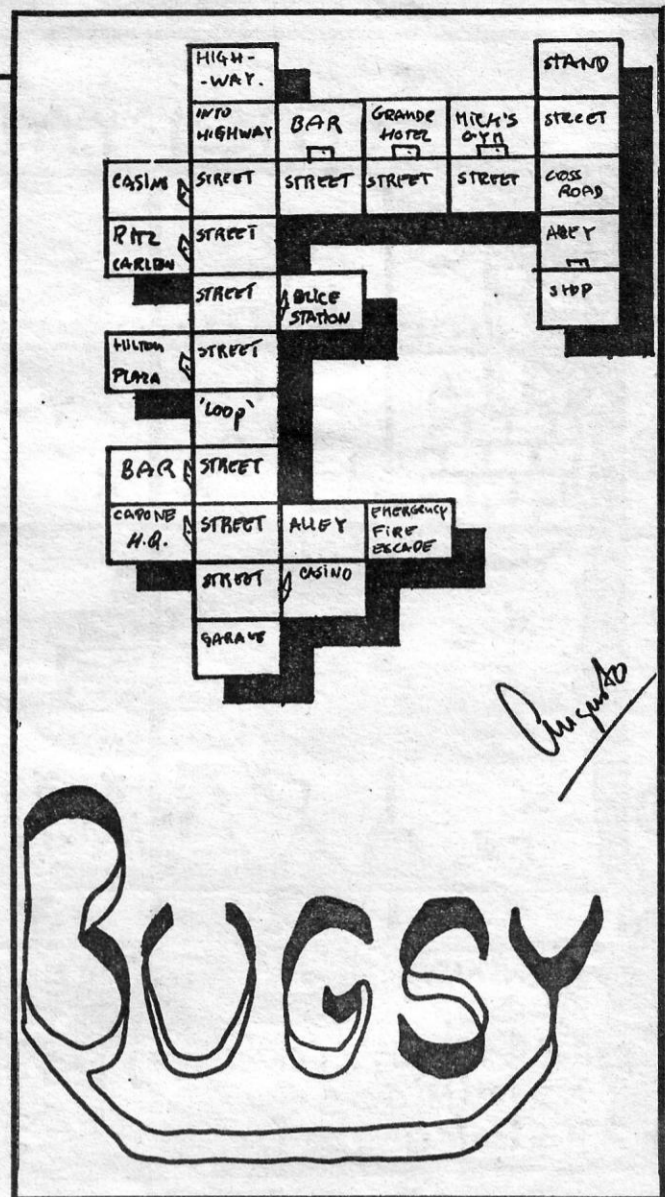 HIGH-
-WAY.
STAND
INTO
HIGHWAY
BAR
GRANDE
HOTEL
MICK'S
GYM
STREET
CASINO
STREET
STREET
STREET
STREET
CROSS
ROAD
RITZ
CARLTON
STREET
ALLEY
STREET
POLICE
STATION
SHOP
HILTON
PLAZA
STREET
'LOOP'
BAR
STREET
CAPONE
H.Q.
STREET
ALLEY
EMERGENCY
FIRE
ESCADE
STREET
CASINO
GARAGE
Augusto
BUGSY